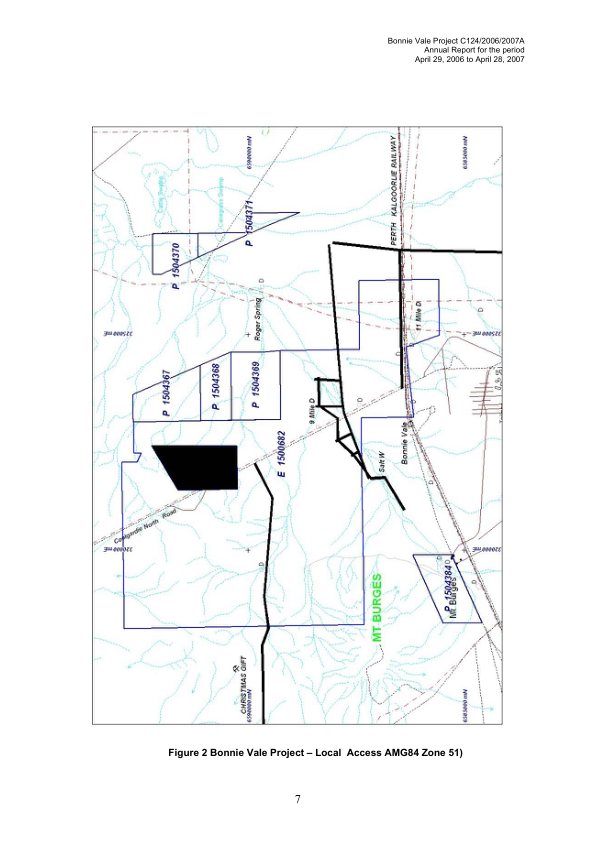 Bonnie Vale Project C124/2006/2007A
Annual Report for the period
April 29, 2006 to April 28, 2007
6590000 mN
6585000 mN
PERTH KALGOORLIE RAILWAY
P 1504371
P 1504370
325000 mE
Roger Spring
11 Mile D
325000 mE
P 1504367
P 1504368
P 1504369
9 Mile D
E 1500682
Salt W
Bonnie Vale
Coolgardie North Road
320000 mE
320000 mE
MT BURGES
P 1504384
Mt Burges
CHRISTMAS GIFT
6590000 mN
6585000 mN
D
D
D
D
D
D
D
D
Figure 2 Bonnie Vale Project – Local Access AMG84 Zone 51)
7